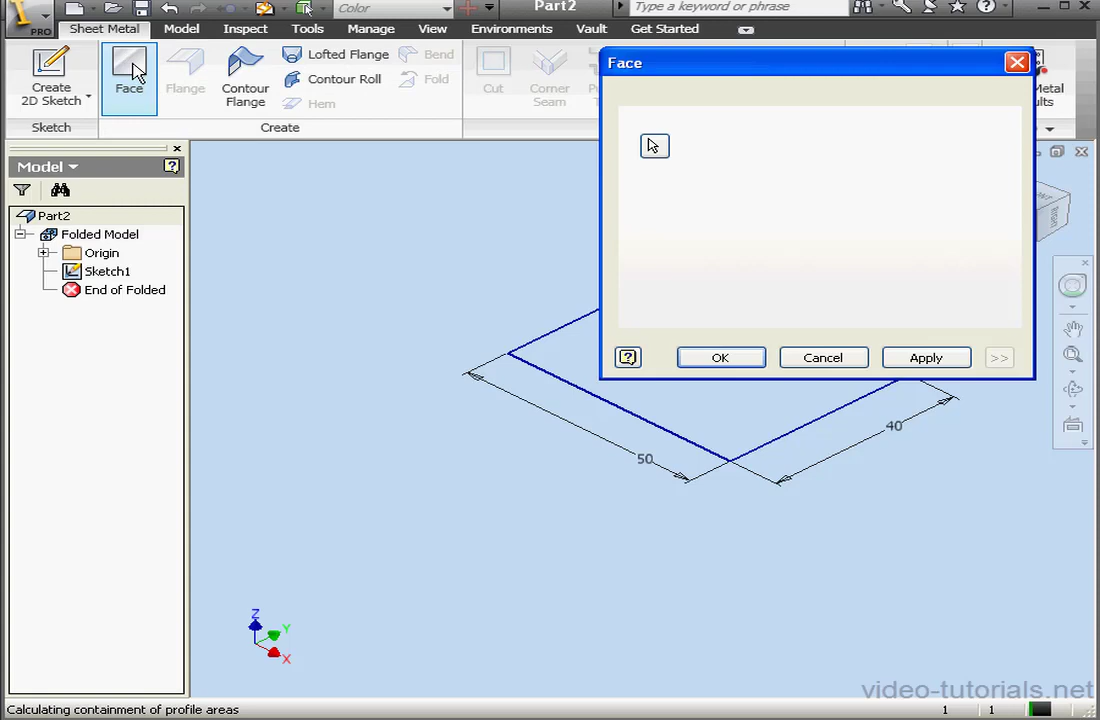 PRO
Color
Part2
Type a keyword or phrase
Sheet Metal
Model
Inspect
Tools
Manage
View
Environments
Vault
Get Started
Create
2D Sketch
Face
Flange
Contour
Flange
Lofted Flange
Contour Roll
Hem
Bend
Fold
Cut
Corner
Seam
Metal
Sketch
Create
Face
OK
Cancel
Apply
>>
Model
Part2
Folded Model
Origin
Sketch1
End of Folded
50
40
Z
Y
X
RIGHT
video-tutorials.net
Calculating containment of profile areas
1
1